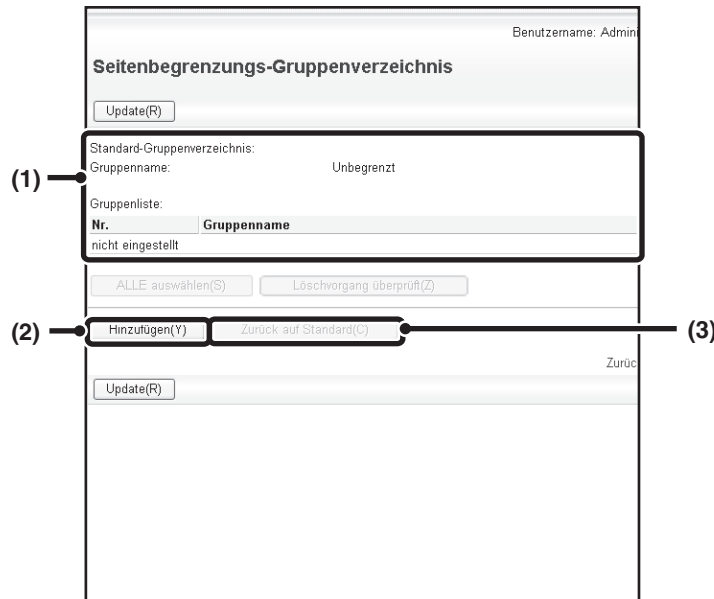 Benutzername: Admini
Seitenbegrenzungs-Gruppenverzeichnis
Update(R)
Standard-Gruppenverzeichnis:
(1)
Gruppenname: Unbegrenzt
Gruppenliste:
Nr. Gruppenname
nicht eingestellt
ALLE auswählen(S) Löschvorgang überprüft(Z)
(2) Hinzufügen(Y) Zurück auf Standard(C) (3)
Zurüc
Update(R)